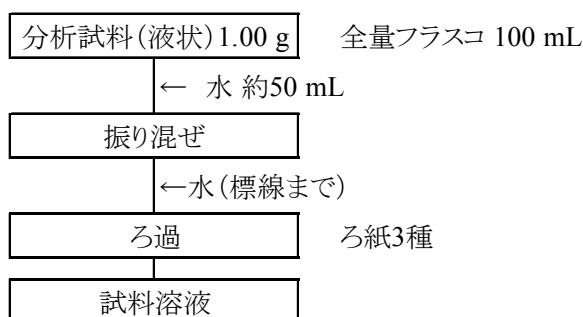 分析試料(液状)1.00 g 全量フラスコ 100 mL
← 水 約50 mL
振り混ぜ
←水(標線まで)
ろ過 ろ紙3種
試料溶液